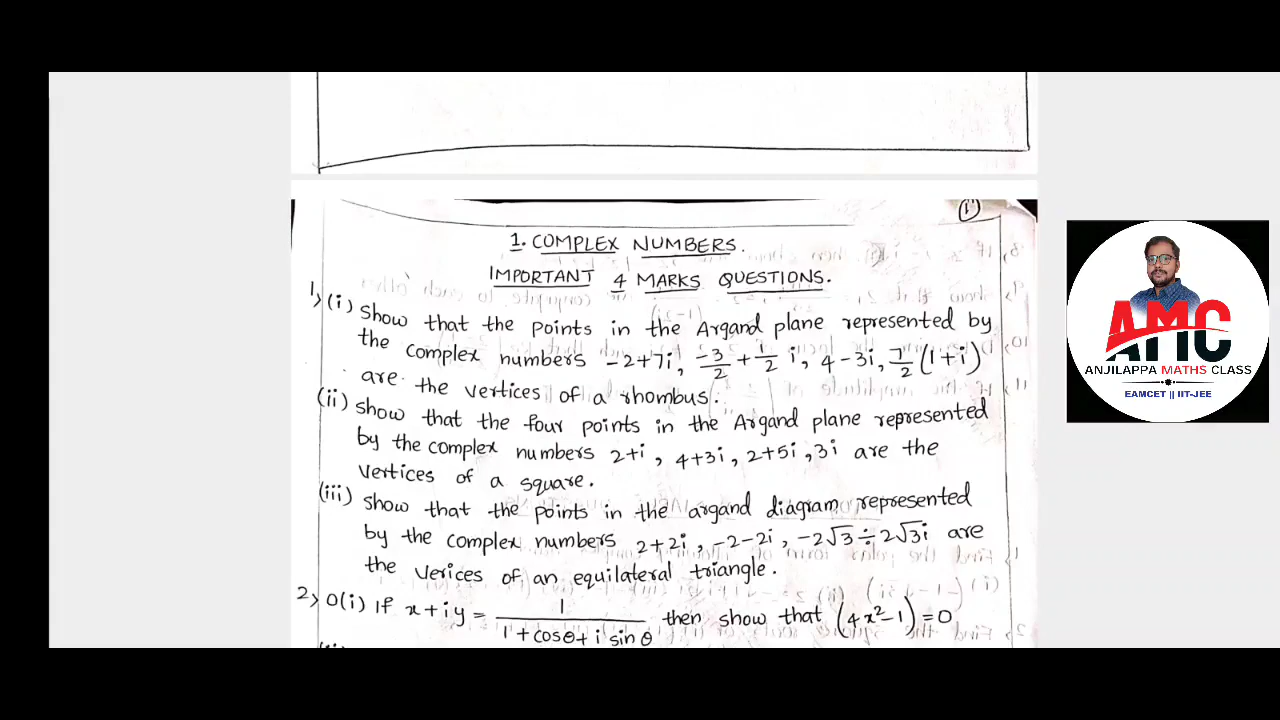 (1)
1. COMPLEX NUMBERS.
IMPORTANT 4 MARKS QUESTIONS.
1) (i) Show that the points in the Argand plane represented by
the complex numbers -2+7i, -3/2 + 1/2 i, 4-3i, 7/2 (1+i)
are the vertices of a rhombus.
(ii) show that the four points in the Argand plane represented
by the complex numbers 2+i, 4+3i, 2+5i, 3i are the
vertices of a square.
(iii) show that the points in the argand diagram represented
by the complex numbers 2+2i, -2-2i, -2√3 ÷ 2√3i are
the verices of an equilateral triangle.
2) O(i) If x+iy = 1/(1+cosθ+i sinθ) then show that (4x²-1)=0
AMC
ANJILAPPA MATHS CLASS
EAMCET || IIT-JEE